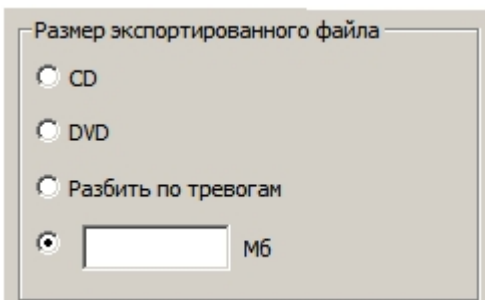 Размер экспортированного файла
CD
DVD
Разбить по тревогам
Мб